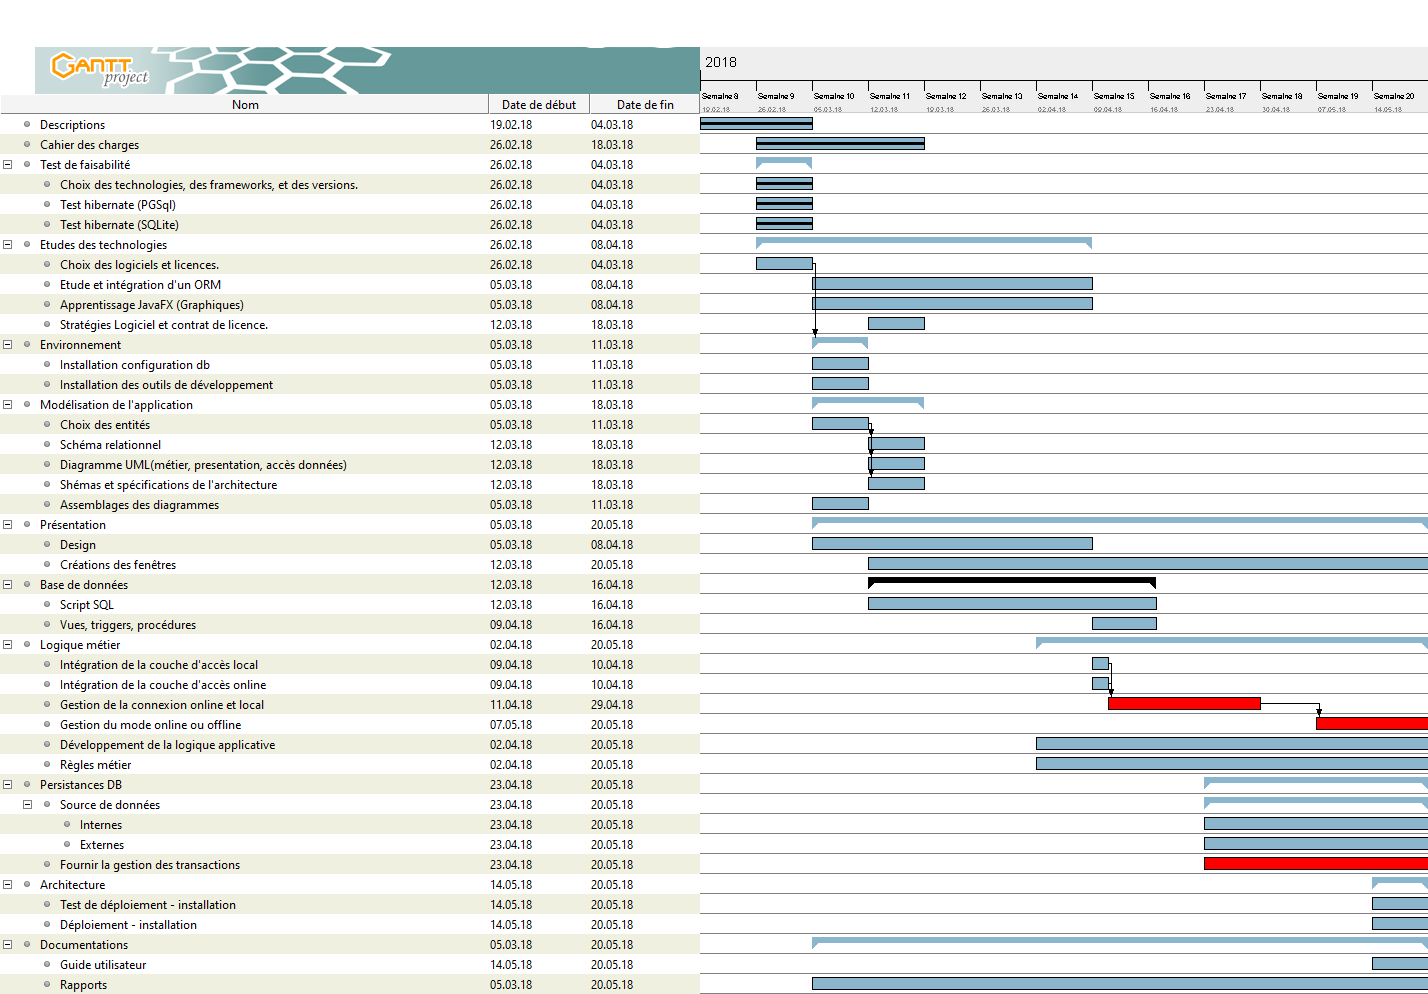 GANTT
project
2018
Nom Date de début Date de fin
Semaine 8 Semaine 9 Semaine 10 Semaine 11 Semaine 12 Semaine 13 Semaine 14 Semaine 15 Semaine 16 Semaine 17 Semaine 18 Semaine 19 Semaine 20
19.02.18 26.02.18 05.03.18 12.03.18 19.03.18 26.03.18 02.04.18 09.04.18 16.04.18 23.04.18 30.04.18 07.05.18 14.05.18
Descriptions 19.02.18 04.03.18
Cahier des charges 26.02.18 18.03.18
Test de faisabilité 26.02.18 04.03.18
Choix des technologies, des frameworks, et des versions. 26.02.18 04.03.18
Test hibernate (PGSql) 26.02.18 04.03.18
Test hibernate (SQLite) 26.02.18 04.03.18
Etudes des technologies 26.02.18 08.04.18
Choix des logiciels et licences. 26.02.18 04.03.18
Etude et intégration d'un ORM 05.03.18 08.04.18
Apprentissage JavaFX (Graphiques) 05.03.18 08.04.18
Stratégies Logiciel et contrat de licence. 12.03.18 18.03.18
Environnement 05.03.18 11.03.18
Installation configuration db 05.03.18 11.03.18
Installation des outils de développement 05.03.18 11.03.18
Modélisation de l'application 05.03.18 18.03.18
Choix des entités 05.03.18 11.03.18
Schéma relationnel 12.03.18 18.03.18
Diagramme UML(métier, presentation, accès données) 12.03.18 18.03.18
Shémas et spécifications de l'architecture 12.03.18 18.03.18
Assemblages des diagrammes 05.03.18 11.03.18
Présentation 05.03.18 20.05.18
Design 05.03.18 08.04.18
Créations des fenêtres 12.03.18 20.05.18
Base de données 12.03.18 16.04.18
Script SQL 12.03.18 16.04.18
Vues, triggers, procédures 09.04.18 16.04.18
Logique métier 02.04.18 20.05.18
Intégration de la couche d'accès local 09.04.18 10.04.18
Intégration de la couche d'accès online 09.04.18 10.04.18
Gestion de la connexion online et local 11.04.18 29.04.18
Gestion du mode online ou offline 07.05.18 20.05.18
Développement de la logique applicative 02.04.18 20.05.18
Règles métier 02.04.18 20.05.18
Persistances DB 23.04.18 20.05.18
Source de données 23.04.18 20.05.18
Internes 23.04.18 20.05.18
Externes 23.04.18 20.05.18
Fournir la gestion des transactions 23.04.18 20.05.18
Architecture 14.05.18 20.05.18
Test de déploiement - installation 14.05.18 20.05.18
Déploiement - installation 14.05.18 20.05.18
Documentations 05.03.18 20.05.18
Guide utilisateur 14.05.18 20.05.18
Rapports 05.03.18 20.05.18